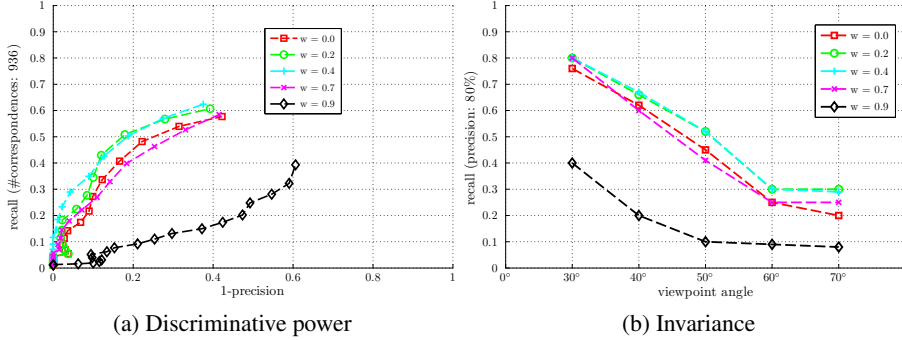 1
0.9
0.8
0.7
0.6
0.5
0.4
0.3
0.2
0.1
0
recall (#correspondences: 936)
0 0.2 0.4 0.6 0.8 1
1-precision
w = 0.0
w = 0.2
w = 0.4
w = 0.7
w = 0.9
(a) Discriminative power
1
0.9
0.8
0.7
0.6
0.5
0.4
0.3
0.2
0.1
0
recall (precision: 80%)
0° 30° 40° 50° 60° 70°
viewpoint angle
w = 0.0
w = 0.2
w = 0.4
w = 0.7
w = 0.9
(b) Invariance